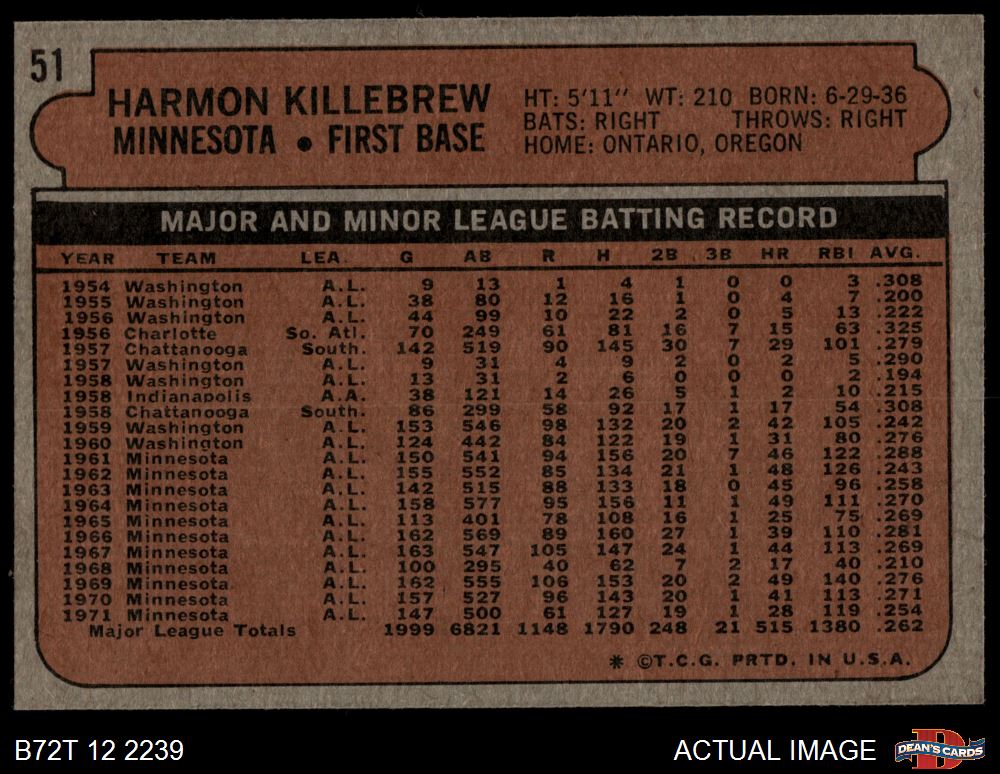 51
HARMON KILLEBREW
MINNESOTA • FIRST BASE
HT: 5'11" WT: 210 BORN: 6-29-36
BATS: RIGHT THROWS: RIGHT
HOME: ONTARIO, OREGON
MAJOR AND MINOR LEAGUE BATTING RECORD
YEAR TEAM LEA. G AB R H 2B 3B HR RBI AVG.
1954 Washington A.L. 9 13 1 4 1 0 0 3 .308
1955 Washington A.L. 38 80 12 16 1 0 4 7 .200
1956 Washington A.L. 44 99 10 22 2 0 5 13 .222
1956 Charlotte So. Atl. 70 249 61 81 16 7 15 63 .325
1957 Chattanooga South. 142 519 90 145 30 7 29 101 .279
1957 Washington A.L. 9 31 4 9 2 0 2 5 .290
1958 Washington A.L. 13 31 2 6 0 0 0 2 .194
1958 Indianapolis A.A. 38 121 14 26 5 1 2 10 .215
1958 Chattanooga South. 86 299 58 92 17 1 17 54 .308
1959 Washington A.L. 153 546 98 132 20 2 42 105 .242
1960 Washington A.L. 124 442 84 122 19 1 31 80 .276
1961 Minnesota A.L. 150 541 94 156 20 7 46 122 .288
1962 Minnesota A.L. 155 552 85 134 21 1 48 126 .243
1963 Minnesota A.L. 142 515 88 133 18 0 45 96 .258
1964 Minnesota A.L. 158 577 95 156 11 1 49 111 .270
1965 Minnesota A.L. 113 401 78 108 16 1 25 75 .269
1966 Minnesota A.L. 162 569 89 160 27 1 39 110 .281
1967 Minnesota A.L. 163 547 105 147 24 1 44 113 .269
1968 Minnesota A.L. 100 295 40 62 7 2 17 40 .210
1969 Minnesota A.L. 162 555 106 153 20 2 49 140 .276
1970 Minnesota A.L. 157 527 96 143 20 1 41 113 .271
1971 Minnesota A.L. 147 500 61 127 19 1 28 119 .254
Major League Totals 1999 6821 1148 1790 248 21 515 1380 .262
* ©T.C.G. PRTD. IN U.S.A.
B72T 12 2239
ACTUAL IMAGE
DEAN'S CARDS